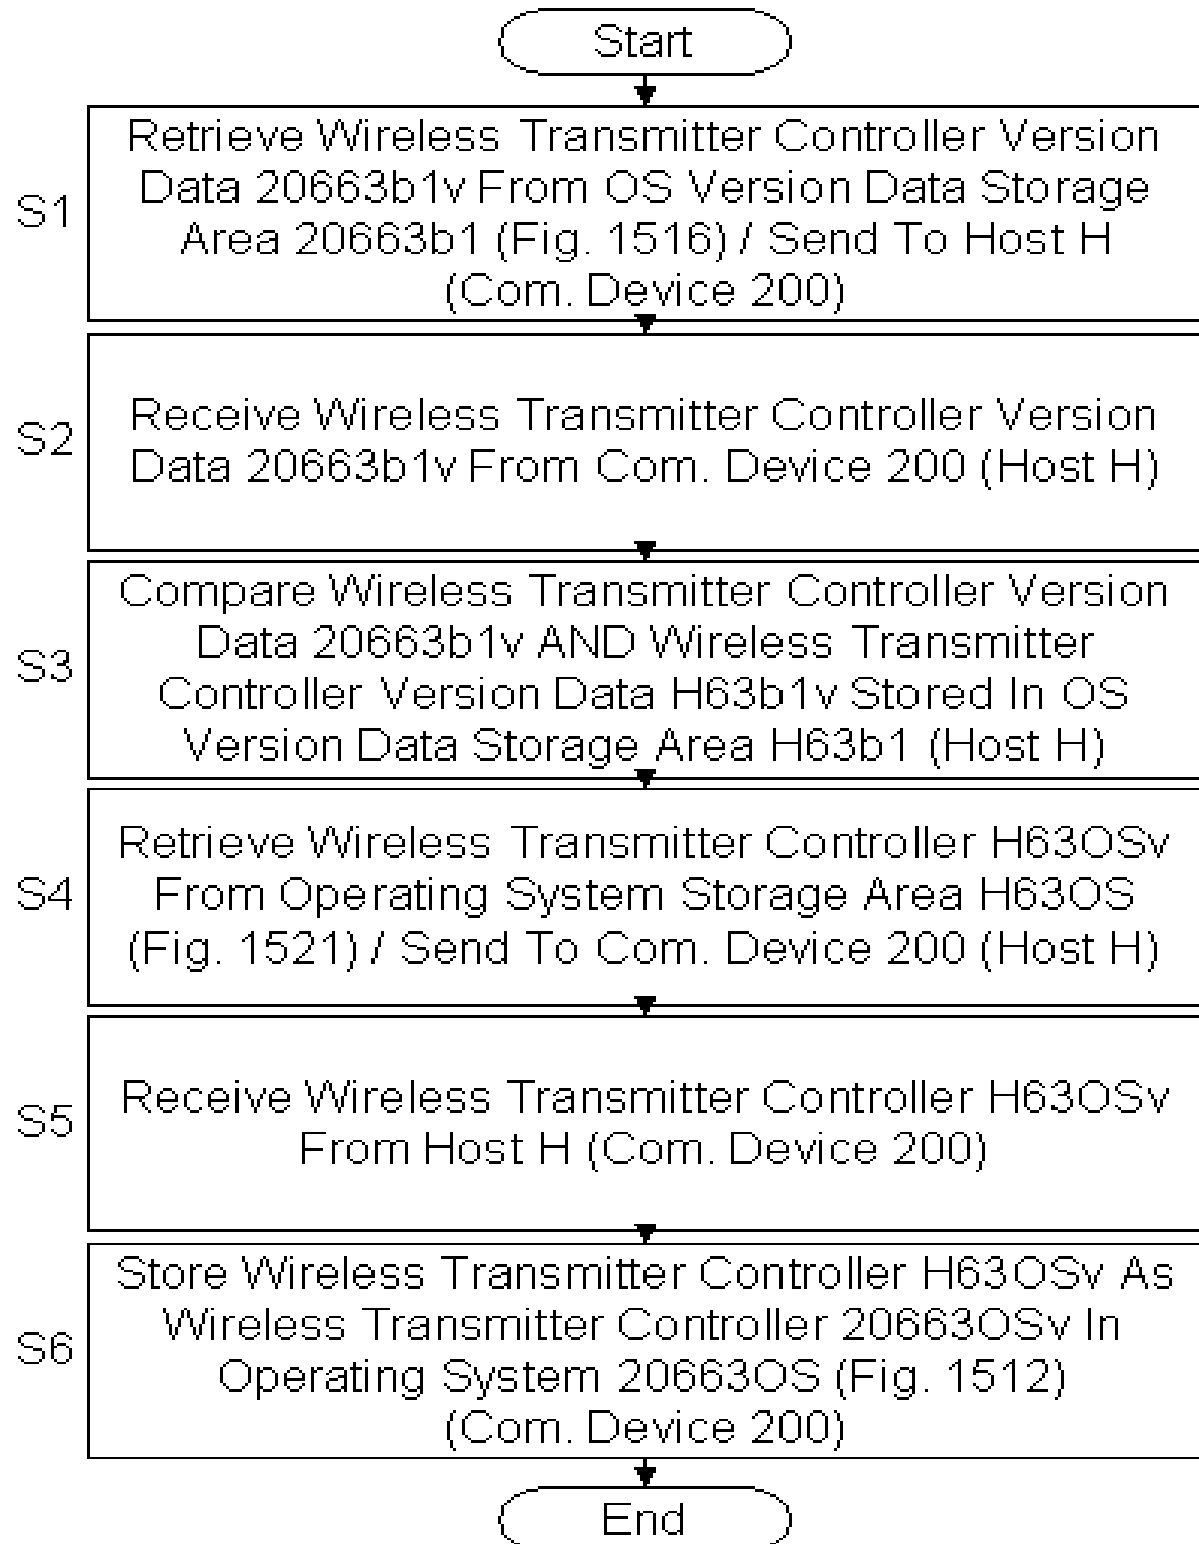 Start
S1
Retrieve Wireless Transmitter Controller Version
Data 20663b1v From OS Version Data Storage
Area 20663b1 (Fig. 1516) / Send To Host H
(Com. Device 200)
S2
Receive Wireless Transmitter Controller Version
Data 20663b1v From Com. Device 200 (Host H)
S3
Compare Wireless Transmitter Controller Version
Data 20663b1v AND Wireless Transmitter
Controller Version Data H63b1v Stored In OS
Version Data Storage Area H63b1 (Host H)
S4
Retrieve Wireless Transmitter Controller H63OSv
From Operating System Storage Area H63OS
(Fig. 1521) / Send To Com. Device 200 (Host H)
S5
Receive Wireless Transmitter Controller H63OSv
From Host H (Com. Device 200)
S6
Store Wireless Transmitter Controller H63OSv As
Wireless Transmitter Controller 20663OSv In
Operating System 20663OS (Fig. 1512)
(Com. Device 200)
End